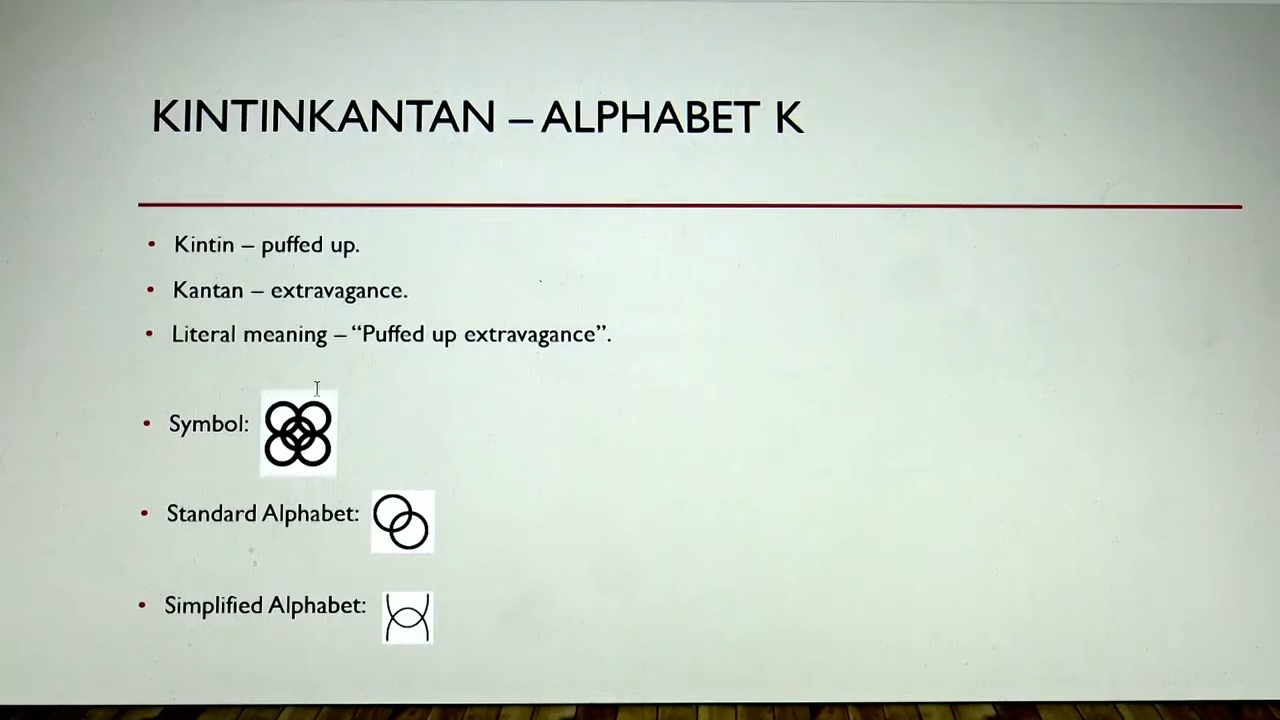 KINTINKANTAN – ALPHABET K
• Kintin – puffed up.
• Kantan – extravagance.
• Literal meaning – “Puffed up extravagance”.
• Symbol:
• Standard Alphabet:
• Simplified Alphabet: